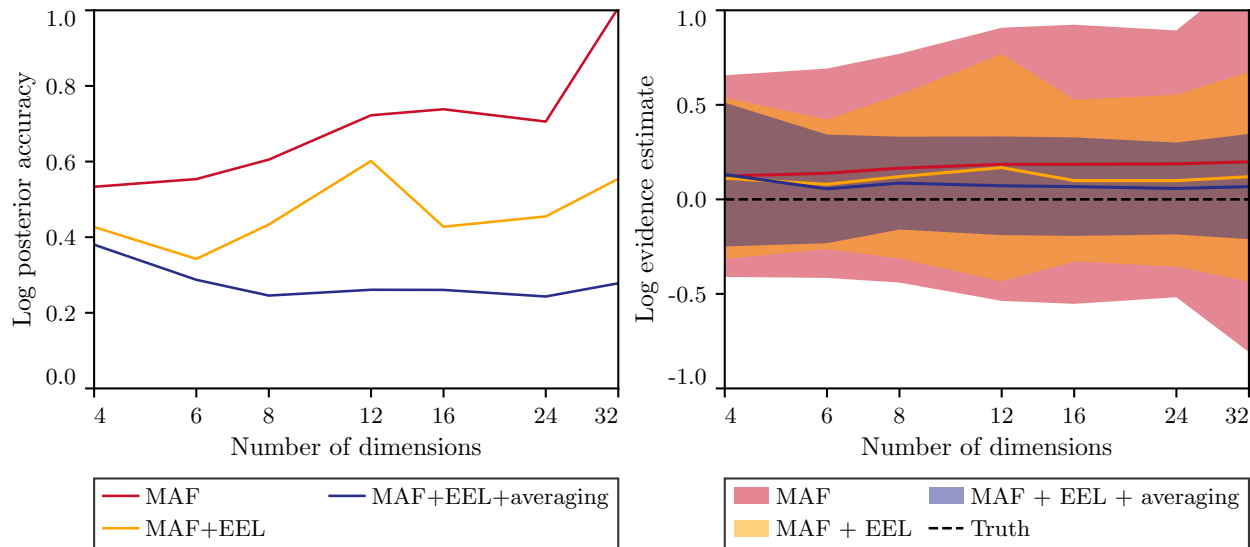 Log posterior accuracy
1.0
0.8
0.6
0.4
0.2
0.0
4 6 8 12 16 24 32
Number of dimensions
MAF
MAF+EEL+averaging
MAF+EEL
Log evidence estimate
1.0
0.5
0.0
-0.5
-1.0
4 6 8 12 16 24 32
Number of dimensions
MAF
MAF + EEL + averaging
MAF + EEL
Truth